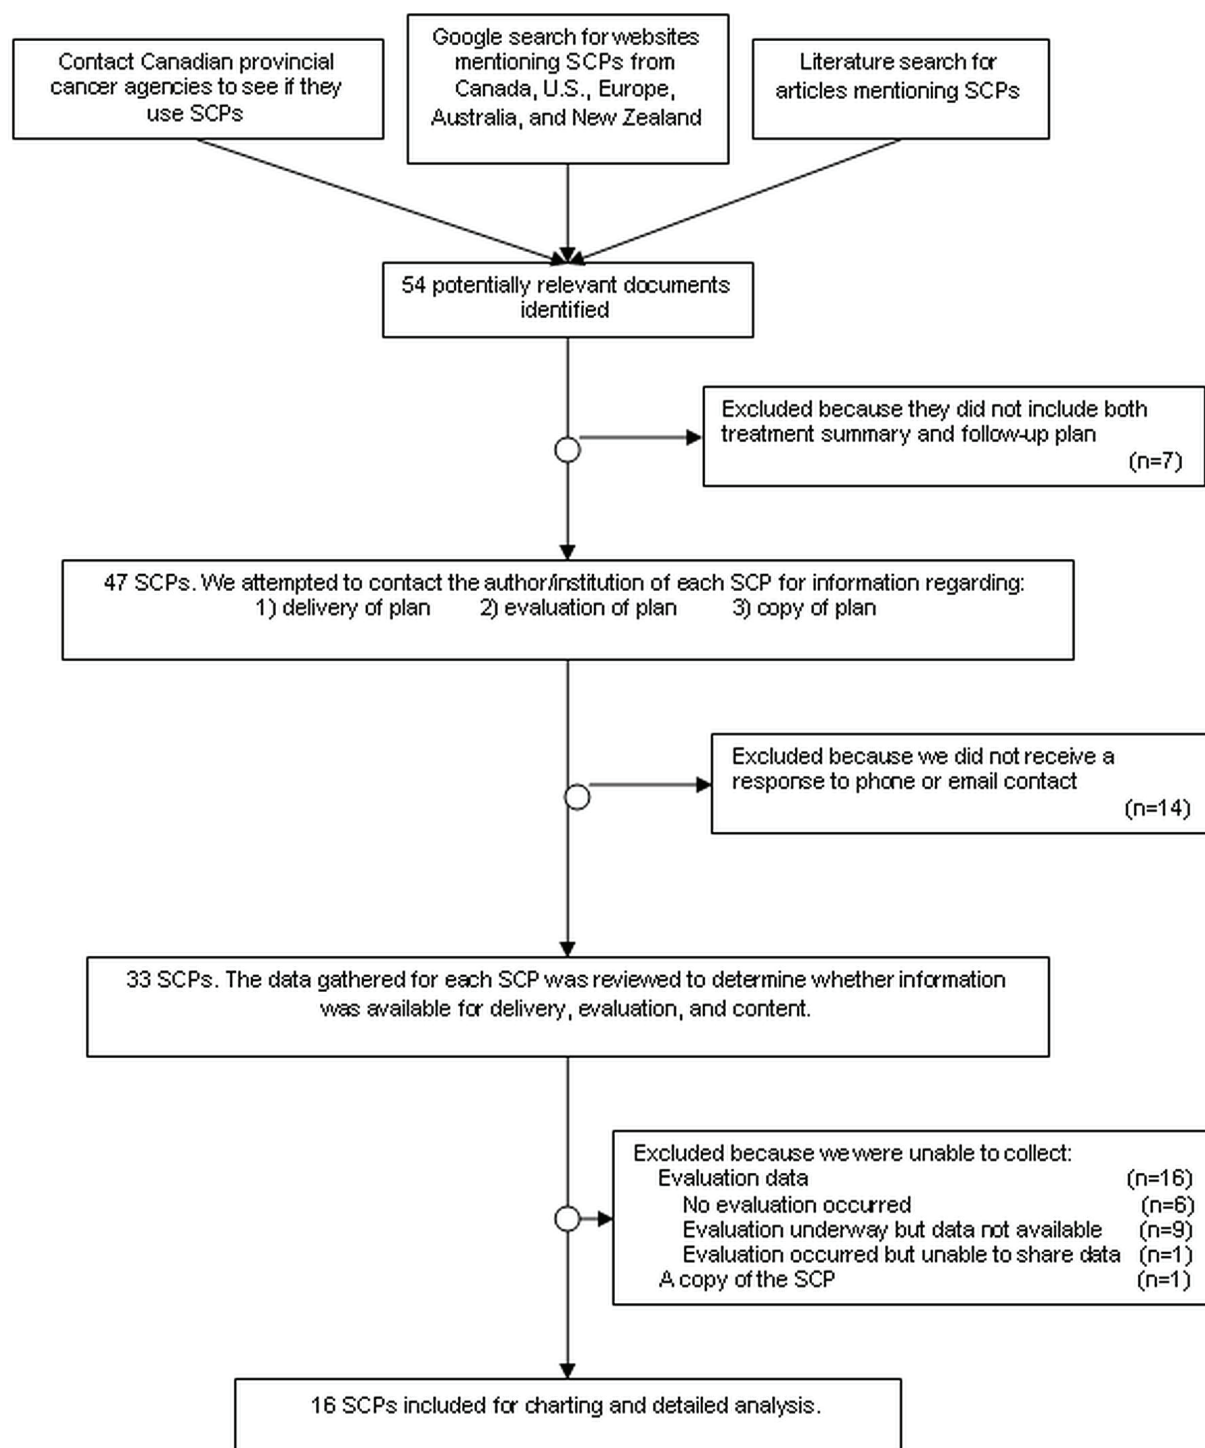 Contact Canadian provincial
cancer agencies to see if they
use SCPs
Google search for websites
mentioning SCPs from
Canada, U.S., Europe,
Australia, and New Zealand
Literature search for
articles mentioning SCPs
54 potentially relevant documents
identified
Excluded because they did not include both
treatment summary and follow-up plan
(n=7)
47 SCPs. We attempted to contact the author/institution of each SCP for information regarding:
1) delivery of plan 2) evaluation of plan 3) copy of plan
Excluded because we did not receive a
response to phone or email contact
(n=14)
33 SCPs. The data gathered for each SCP was reviewed to determine whether information
was available for delivery, evaluation, and content.
Excluded because we were unable to collect:
Evaluation data (n=16)
No evaluation occurred (n=6)
Evaluation underway but data not available (n=9)
Evaluation occurred but unable to share data (n=1)
A copy of the SCP (n=1)
16 SCPs included for charting and detailed analysis.